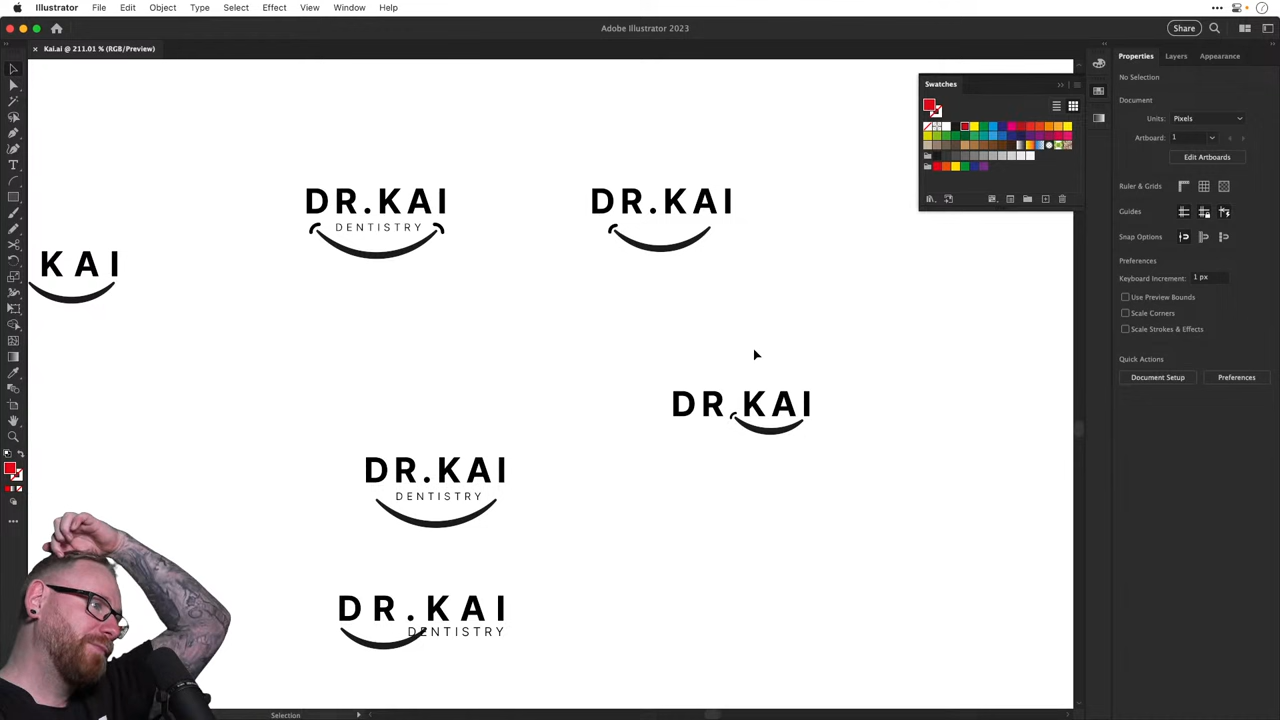 Illustrator File Edit Object Type Select Effect View Window Help
Adobe Illustrator 2023
Share
Kai.ai @ 211.01 % (RGB/Preview)
Swatches
Properties Layers Appearance
No Selection
Document
Units: Pixels
Artboard: 1
Edit Artboards
Ruler & Grids
Guides
Snap Options
Preferences
Keyboard Increment: 1 px
Use Preview Bounds
Scale Corners
Scale Strokes & Effects
Quick Actions
Document Setup Preferences
DR.KAI
DENTISTRY
DR.KAI
KAI
DR KAI
DR.KAI
DENTISTRY
DR.KAI
DENTISTRY
Selection